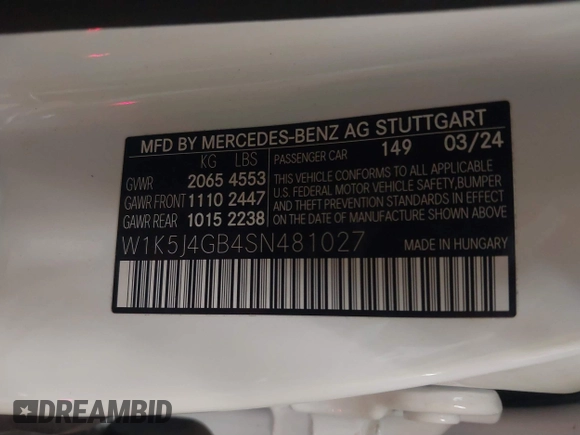 MFD BY MERCEDES-BENZ AG STUTTGART
KG LBS PASSENGER CAR 149 03/24
GVWR 2065 4553
GAWR FRONT 1110 2447
GAWR REAR 1015 2238
THIS VEHICLE CONFORMS TO ALL APPLICABLE
U.S. FEDERAL MOTOR VEHICLE SAFETY, BUMPER
AND THEFT PREVENTION STANDARDS IN EFFECT
ON THE DATE OF MANUFACTURE SHOWN ABOVE.
W1K5J4GB4SN481027 MADE IN HUNGARY
DREAMBID